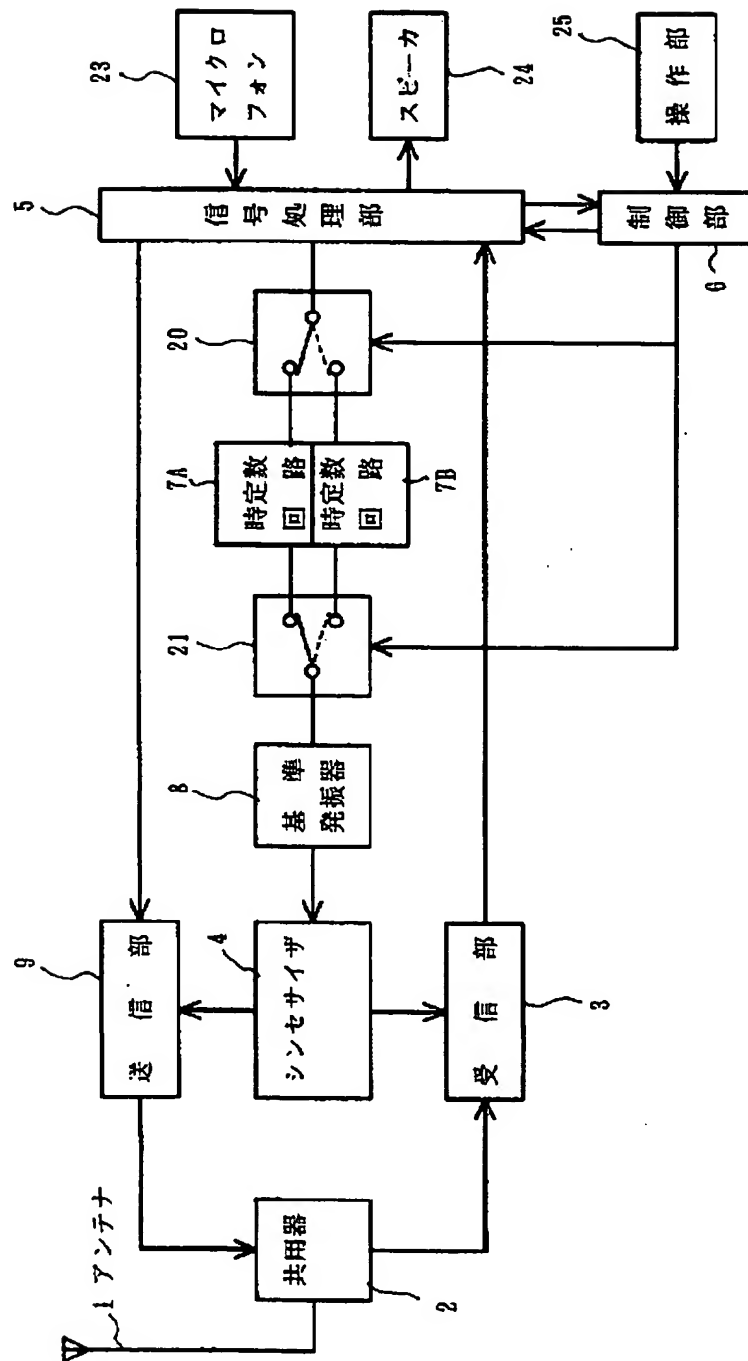 1 アンテナ
共用器
2
9
送信部
4
シンセサイザ
受信部
3
8
基準
発振器
21
7A
時定数
回路
時定数
回路
7B
20
5
信号処理部
制御部
6
23
マイクロ
フォン
スピーカ
24
25
操作部